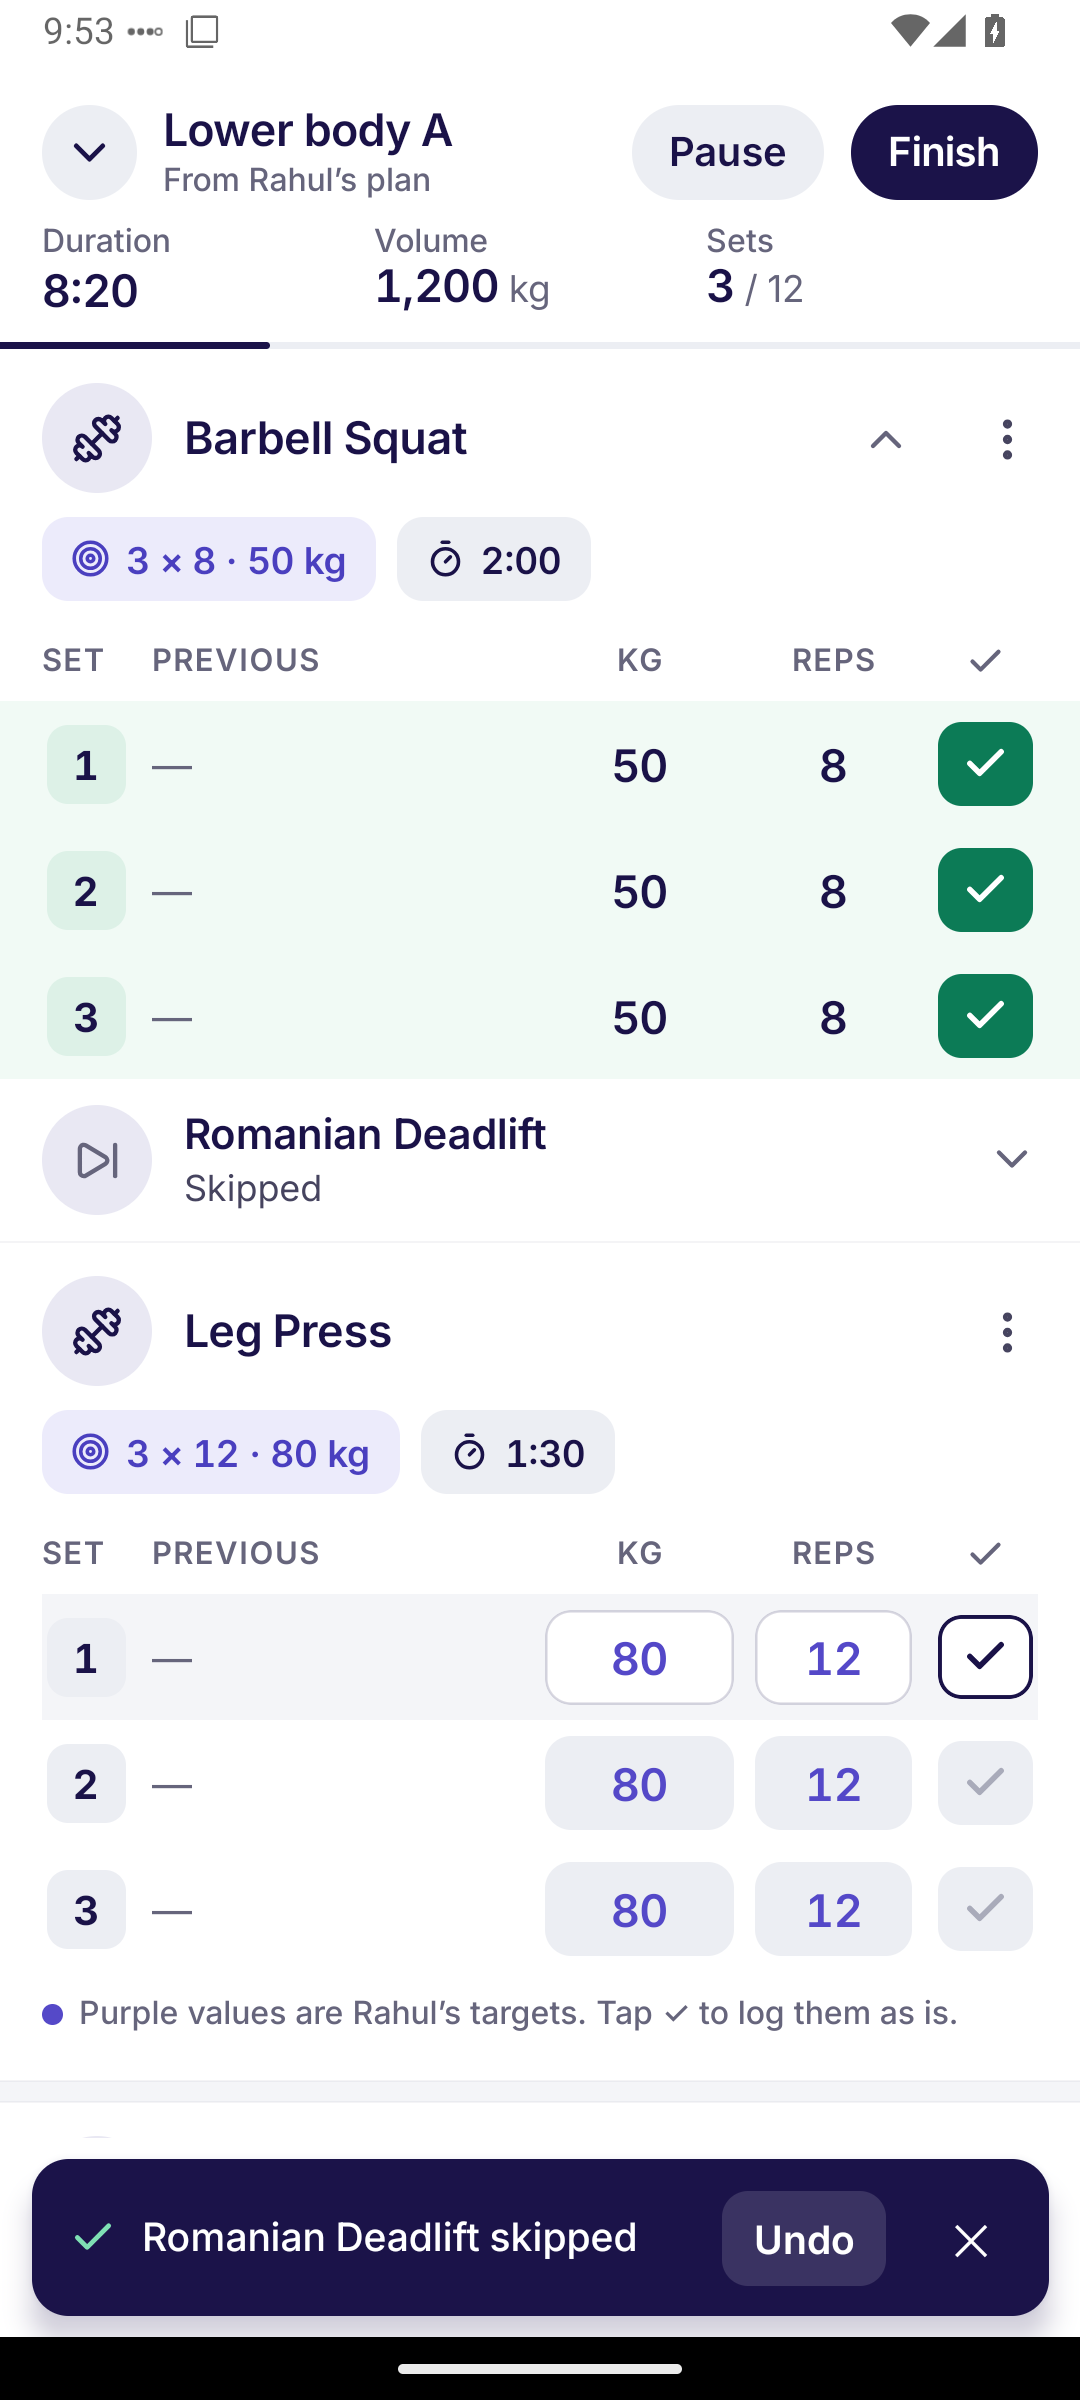 9:53
Lower body A
From Rahul's plan
Pause
Finish
Duration
8:20
Volume
1,200 kg
Sets
3 / 12
Barbell Squat
3 × 8 · 50 kg
2:00
SET PREVIOUS KG REPS ✓
1 — 50 8
2 — 50 8
3 — 50 8
Romanian Deadlift
Skipped
Leg Press
3 × 12 · 80 kg
1:30
SET PREVIOUS KG REPS ✓
1 — 80 12
2 — 80 12
3 — 80 12
Purple values are Rahul's targets. Tap ✓ to log them as is.
Romanian Deadlift skipped
Undo